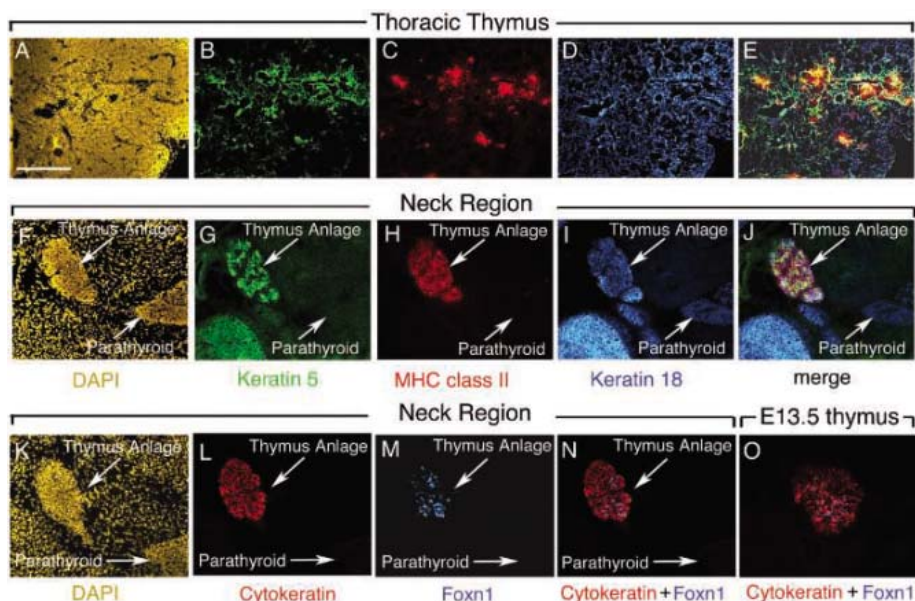 Thoracic Thymus
A B C D E
Neck Region
F Thymus Anlage G Thymus Anlage H Thymus Anlage I Thymus Anlage J Thymus Anlage
Parathyroid Parathyroid Parathyroid Parathyroid Parathyroid
DAPI Keratin 5 MHC class II Keratin 18 merge
Neck Region E13.5 thymus
K Thymus Anlage L Thymus Anlage M Thymus Anlage N Thymus Anlage O
Parathyroid Parathyroid Parathyroid Parathyroid
DAPI Cytokeratin Foxn1 Cytokeratin + Foxn1 Cytokeratin + Foxn1